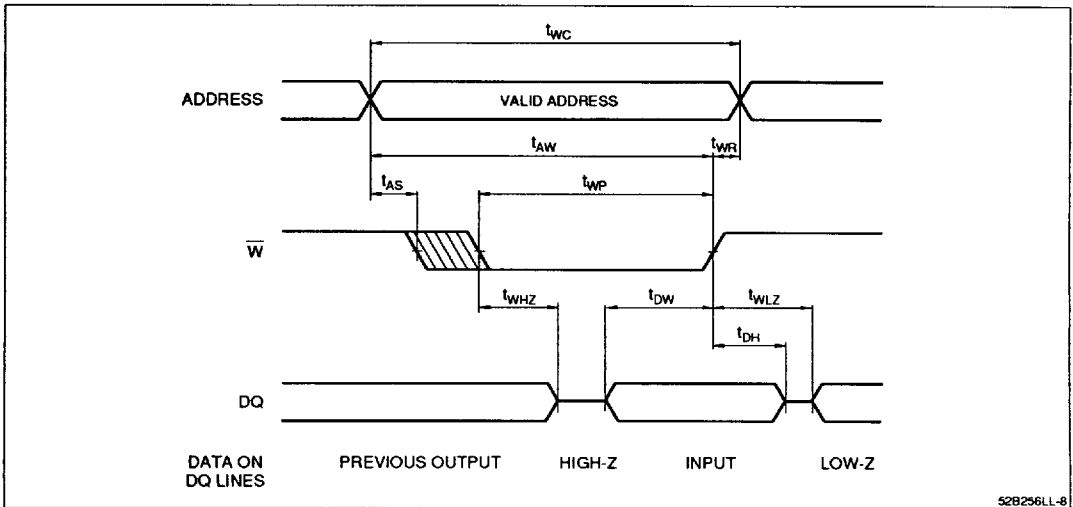 tWC
ADDRESS
VALID ADDRESS
tAW
tWR
tAS
tWP
W̅
tWHZ
tDW
tWLZ
tDH
DQ
DATA ON
DQ LINES
PREVIOUS OUTPUT
HIGH-Z
INPUT
LOW-Z
52B256LL-8